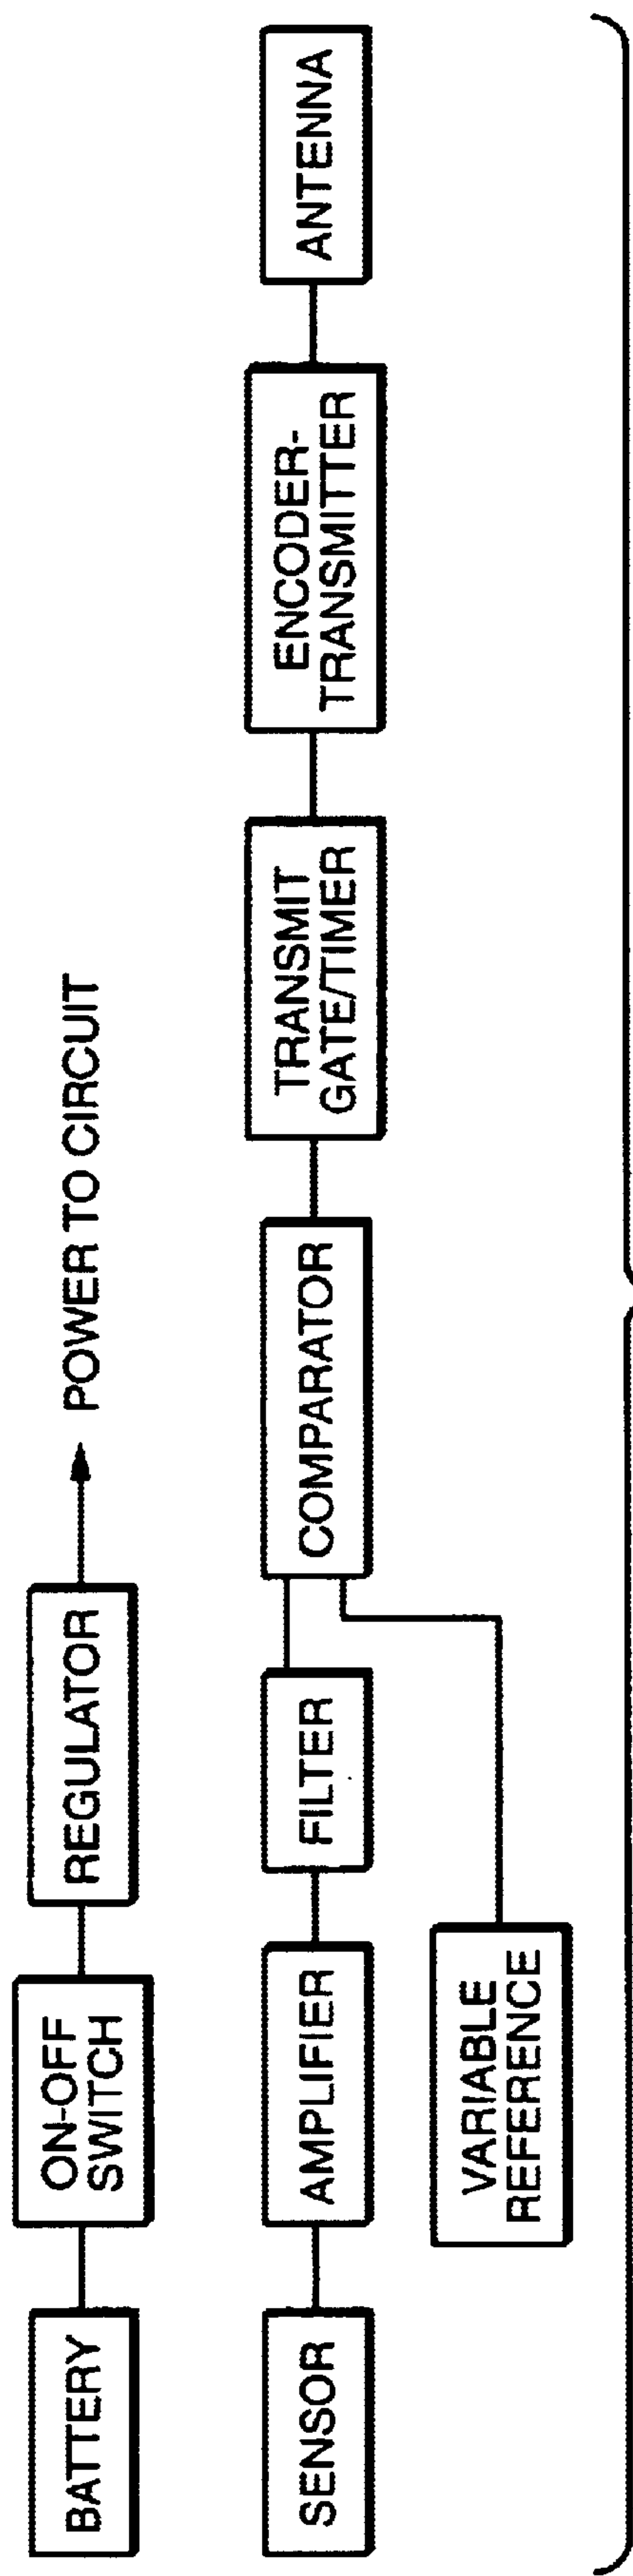 BATTERY
ON-OFF
SWITCH
REGULATOR
POWER TO CIRCUIT
SENSOR
AMPLIFIER
FILTER
COMPARATOR
TRANSMIT
GATE/TIMER
ENCODER-
TRANSMITTER
ANTENNA
VARIABLE
REFERENCE